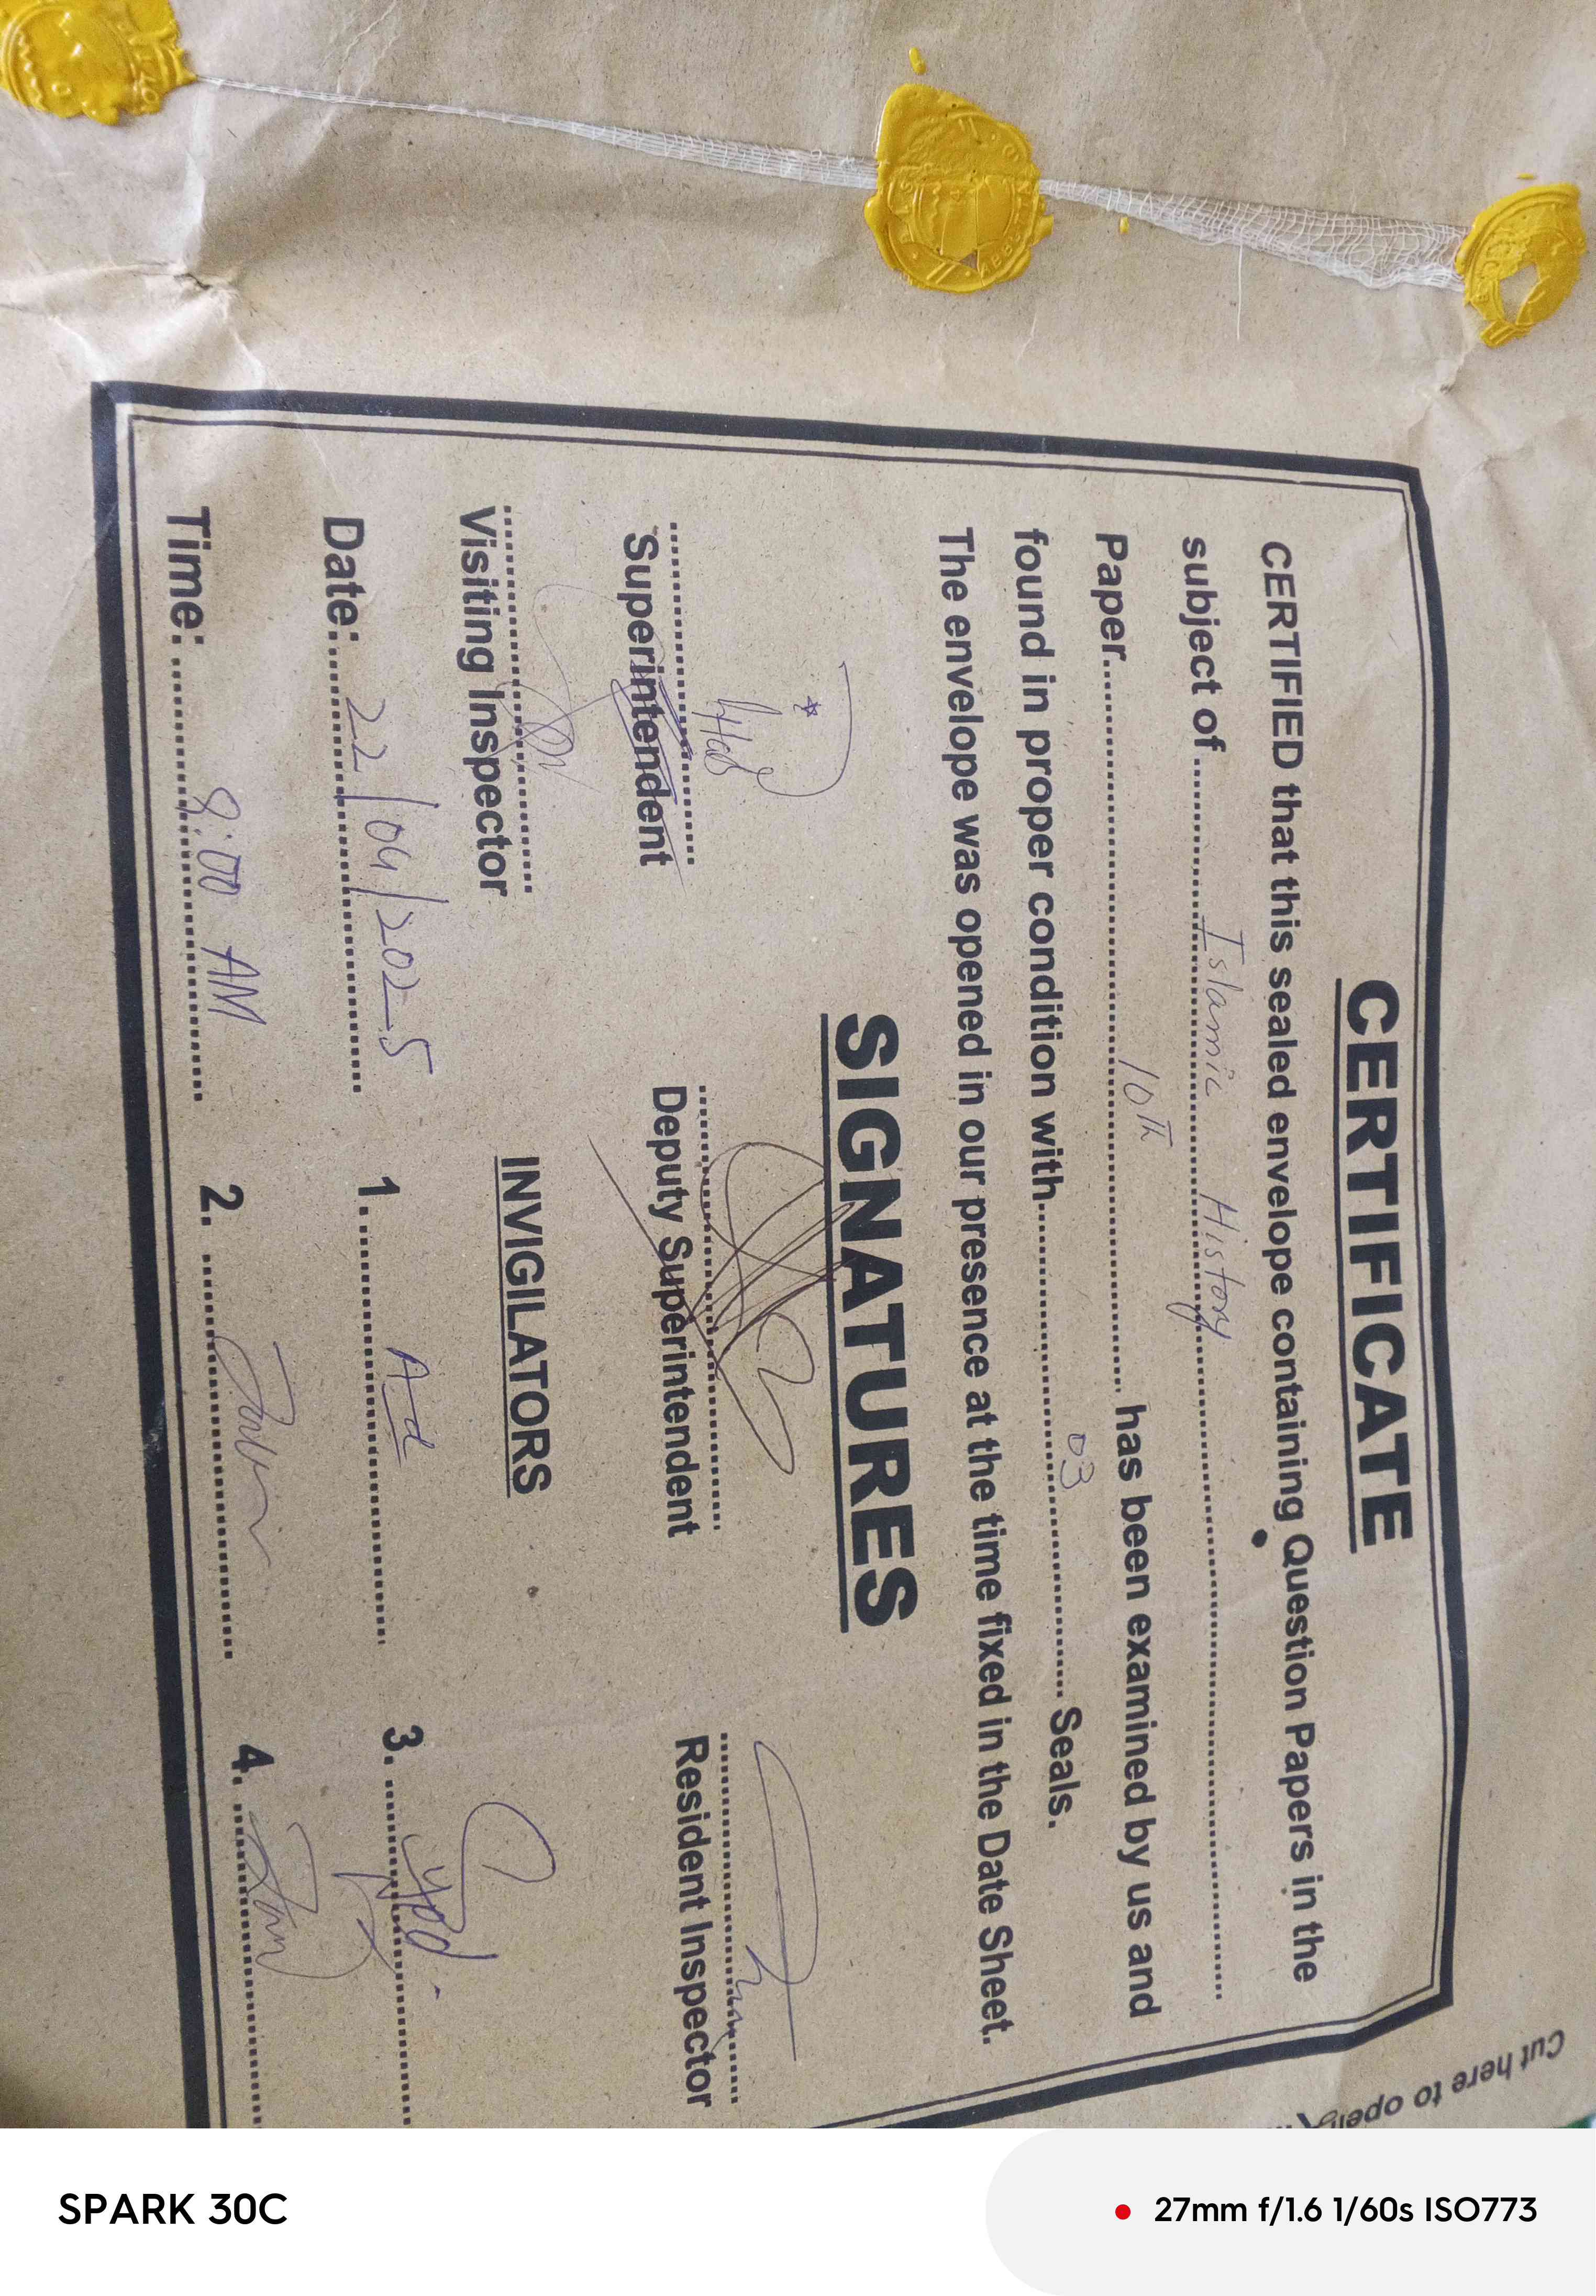 CERTIFICATE
CERTIFIED that this sealed envelope containing Question Papers in the
subject of.......... Islamic History ..........
Paper.......... 10th .......... has been examined by us and
found in proper condition with.......... 03 .......... Seals.
The envelope was opened in our presence at the time fixed in the Date Sheet.
SIGNATURES
Superintendent
Deputy Superintendent
Resident Inspector
Visiting Inspector
INVIGILATORS
Date:.... 22/04/2025
1.
3.
Time: .... 9:00 AM
2.
4.
Cut here to open
SPARK 30C
27mm f/1.6 1/60s ISO773